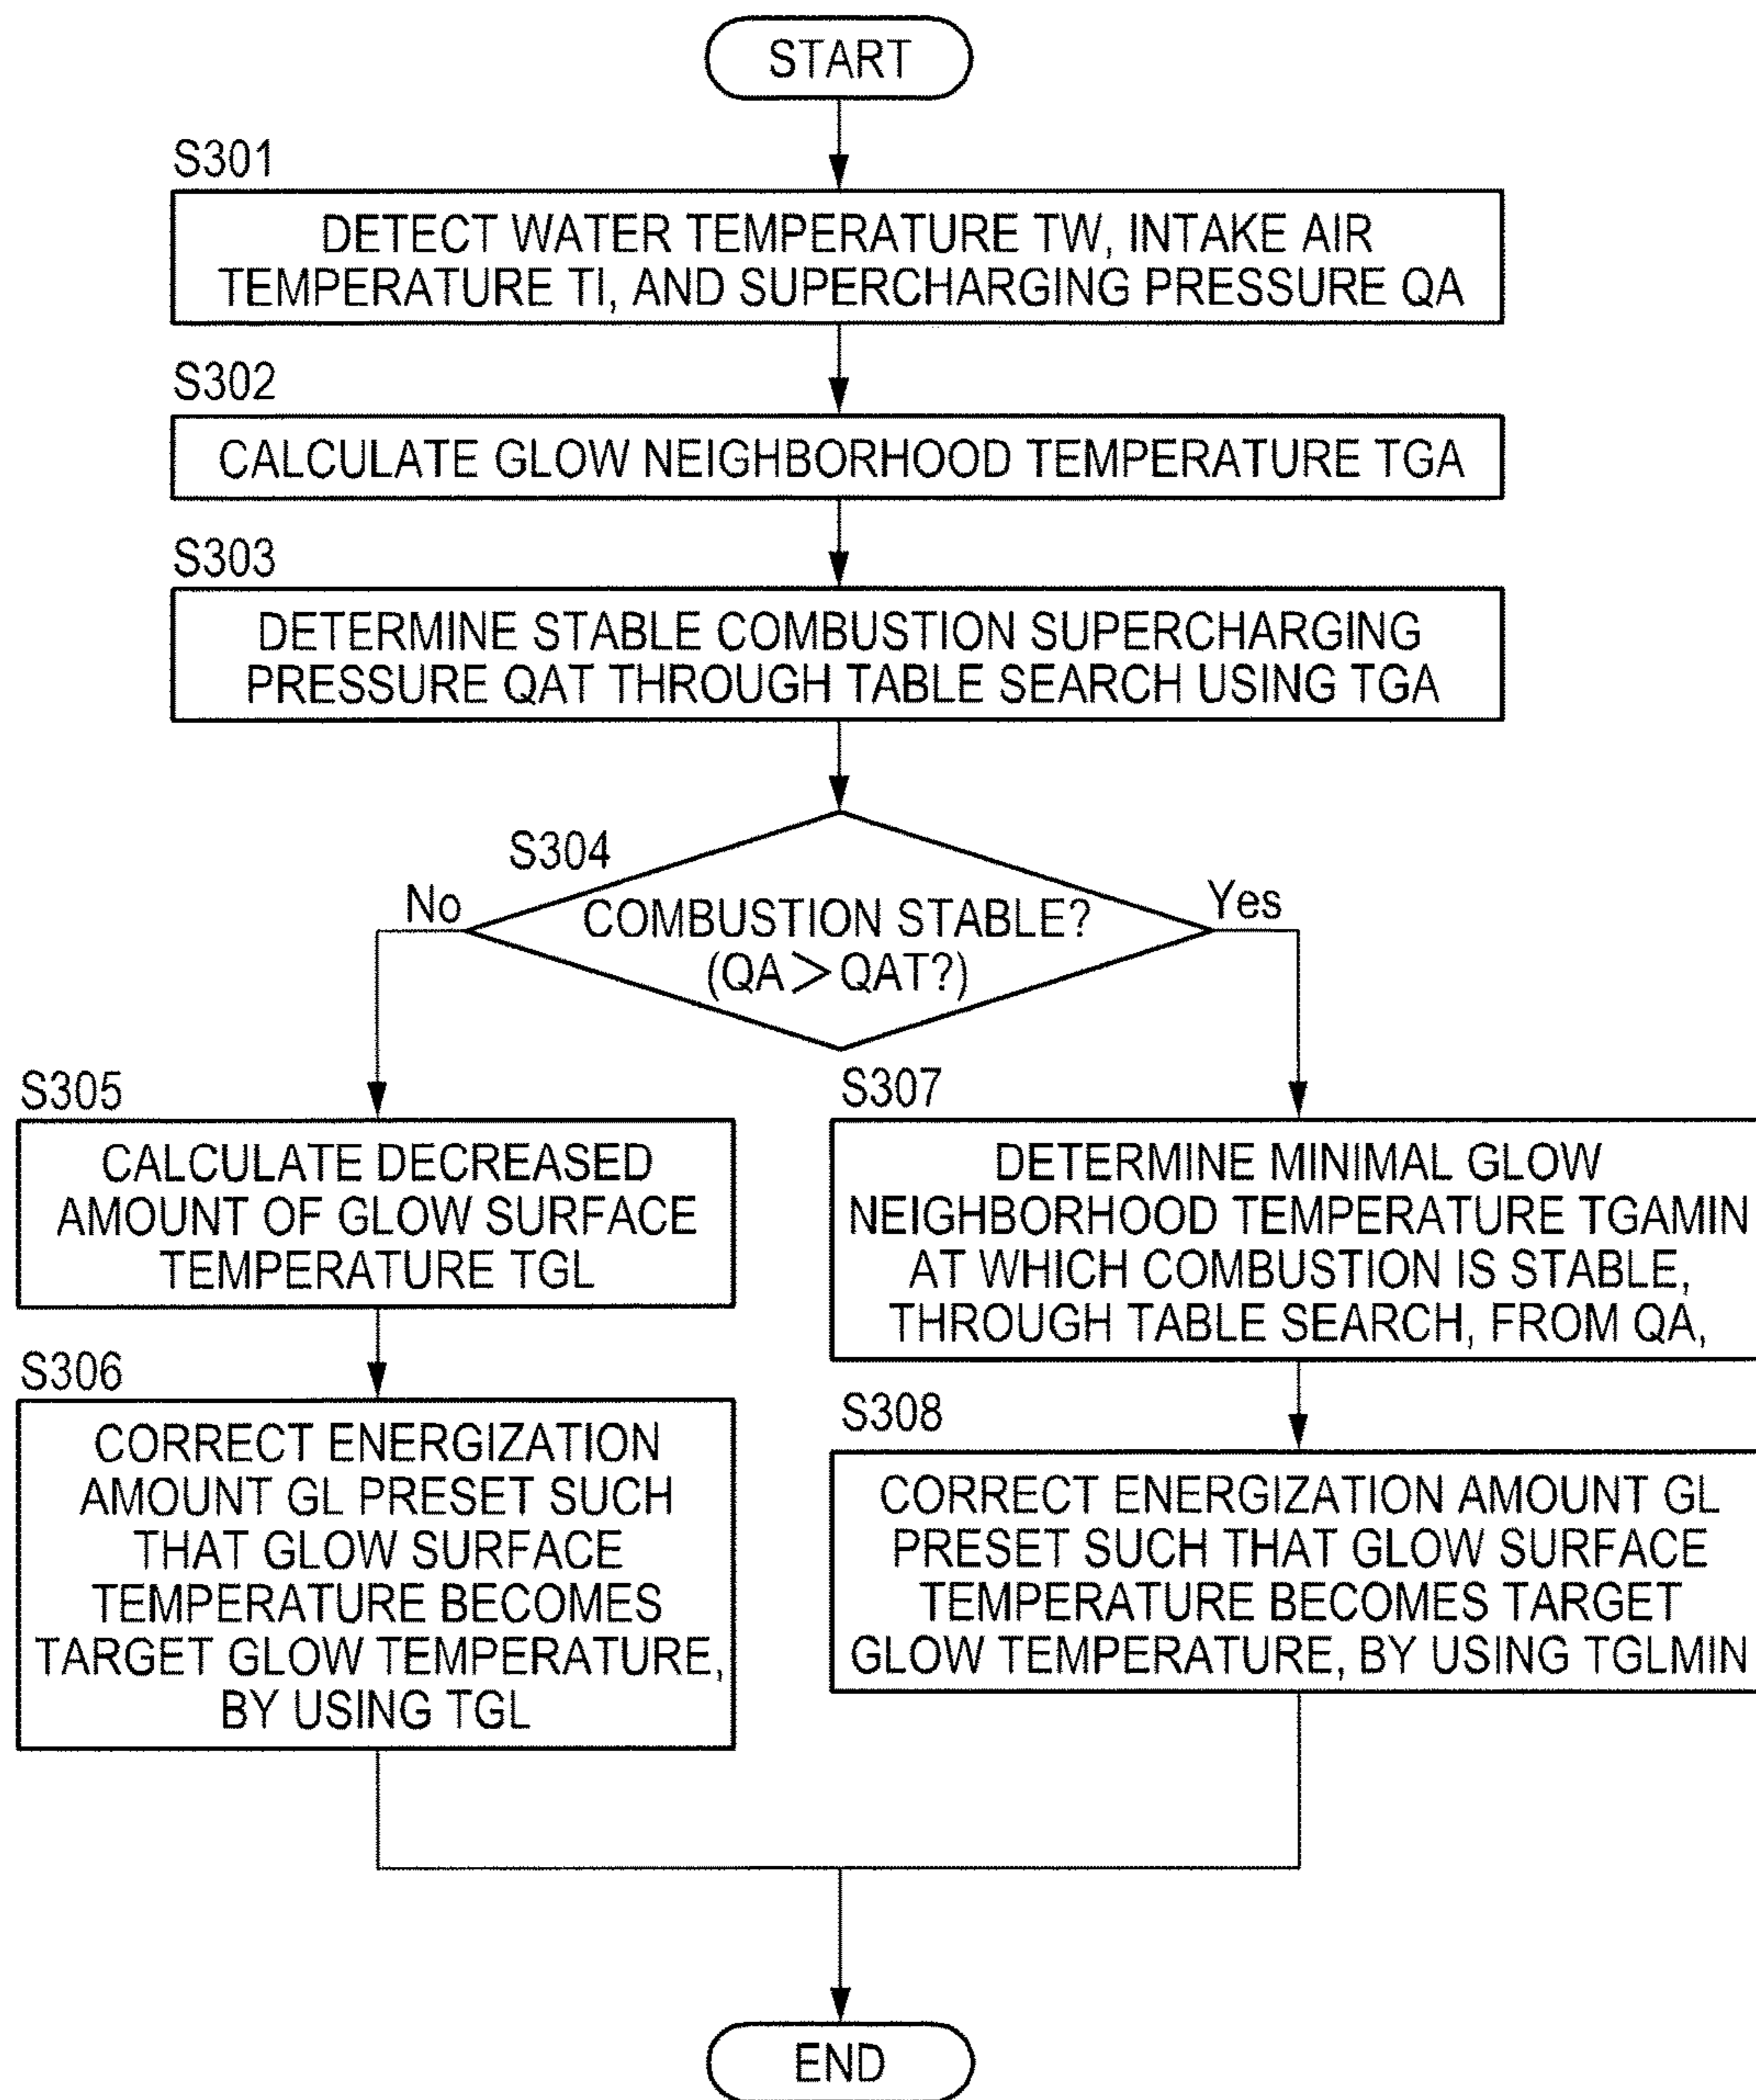 START
S301
DETECT WATER TEMPERATURE TW, INTAKE AIR
TEMPERATURE TI, AND SUPERCHARGING PRESSURE QA
S302
CALCULATE GLOW NEIGHBORHOOD TEMPERATURE TGA
S303
DETERMINE STABLE COMBUSTION SUPERCHARGING
PRESSURE QAT THROUGH TABLE SEARCH USING TGA
S304
No
COMBUSTION STABLE?
(QA＞QAT?)
Yes
S305
CALCULATE DECREASED
AMOUNT OF GLOW SURFACE
TEMPERATURE TGL
S306
CORRECT ENERGIZATION
AMOUNT GL PRESET SUCH
THAT GLOW SURFACE
TEMPERATURE BECOMES
TARGET GLOW TEMPERATURE,
BY USING TGL
S307
DETERMINE MINIMAL GLOW
NEIGHBORHOOD TEMPERATURE TGAMIN
AT WHICH COMBUSTION IS STABLE,
THROUGH TABLE SEARCH, FROM QA,
S308
CORRECT ENERGIZATION AMOUNT GL
PRESET SUCH THAT GLOW SURFACE
TEMPERATURE BECOMES TARGET
GLOW TEMPERATURE, BY USING TGLMIN
END